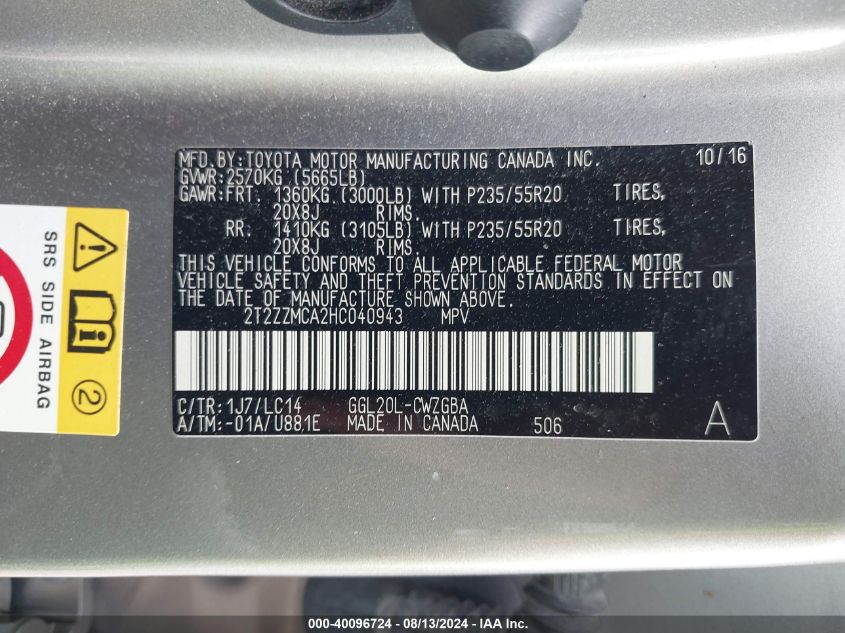 MFD.BY:TOYOTA MOTOR MANUFACTURING CANADA INC. 10/16
GVWR:2570KG (5665LB)
GAWR:FRT. 1360KG (3000LB) WITH P235/55R20 TIRES,
20X8J RIMS.
RR. 1410KG (3105LB) WITH P235/55R20 TIRES,
20X8J RIMS.
THIS VEHICLE CONFORMS TO ALL APPLICABLE FEDERAL MOTOR
VEHICLE SAFETY AND THEFT PREVENTION STANDARDS IN EFFECT ON
THE DATE OF MANUFACTURE SHOWN ABOVE.
2T2ZZMCA2HC040943 MPV
C/TR:1J7/LC14 GGL20L-CWZGBA
A/TM:-01A/U881E MADE IN CANADA 506 A
SRS SIDE AIRBAG
2
000-40096724 — 08/13/2024 — IAA Inc.